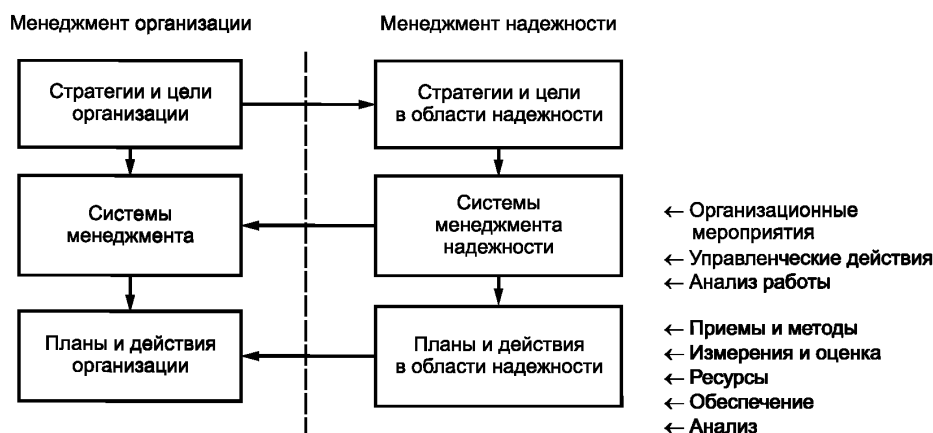 Менеджмент организации
Менеджмент надежности
Стратегии и цели
организации
Стратегии и цели
в области надежности
Системы
менеджмента
Системы
менеджмента
надежности
← Организационные
мероприятия
← Управленческие действия
← Анализ работы
Планы и действия
организации
Планы и действия
в области надежности
← Приемы и методы
← Измерения и оценка
← Ресурсы
← Обеспечение
← Анализ